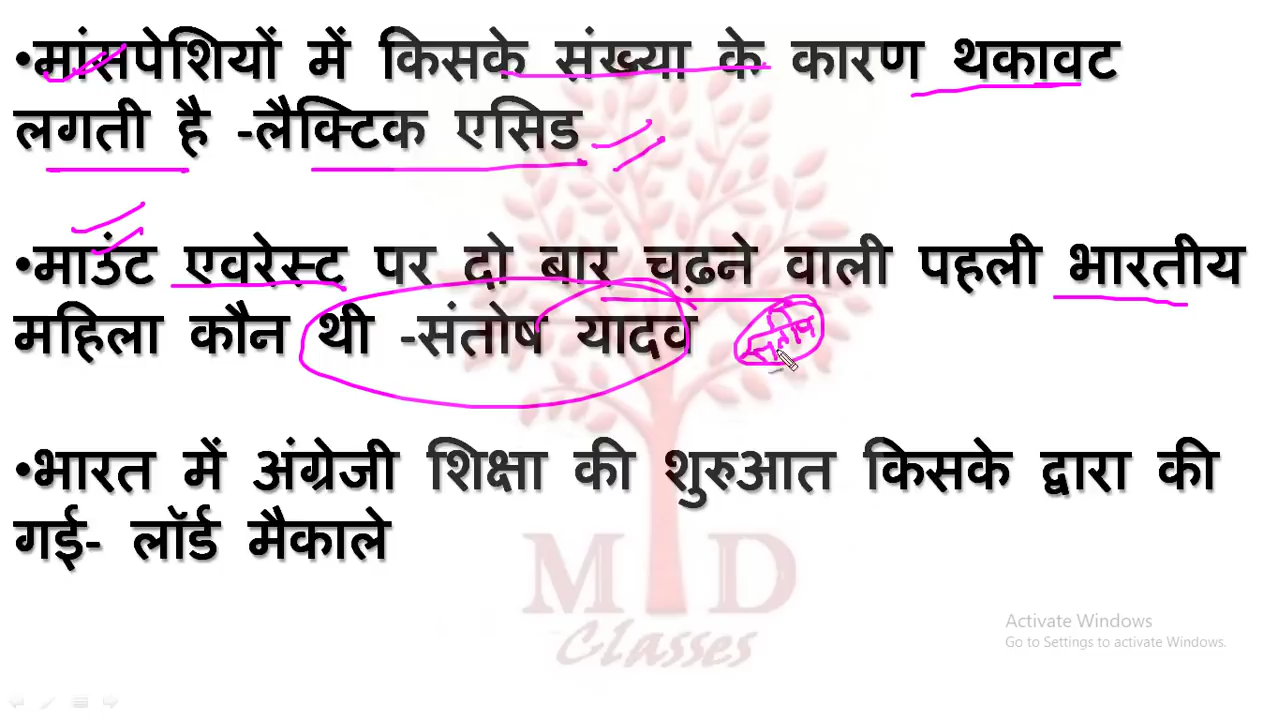 •मांसपेशियों में किसके संख्या के कारण थकावट
लगती है -लैक्टिक एसिड
•माउंट एवरेस्ट पर दो बार चढ़ने वाली पहली भारतीय
महिला कौन थी -संतोष यादव
•भारत में अंग्रेजी शिक्षा की शुरुआत किसके द्वारा की
गई- लॉर्ड मैकाले
M D
Classes
Activate Windows
Go to Settings to activate Windows.